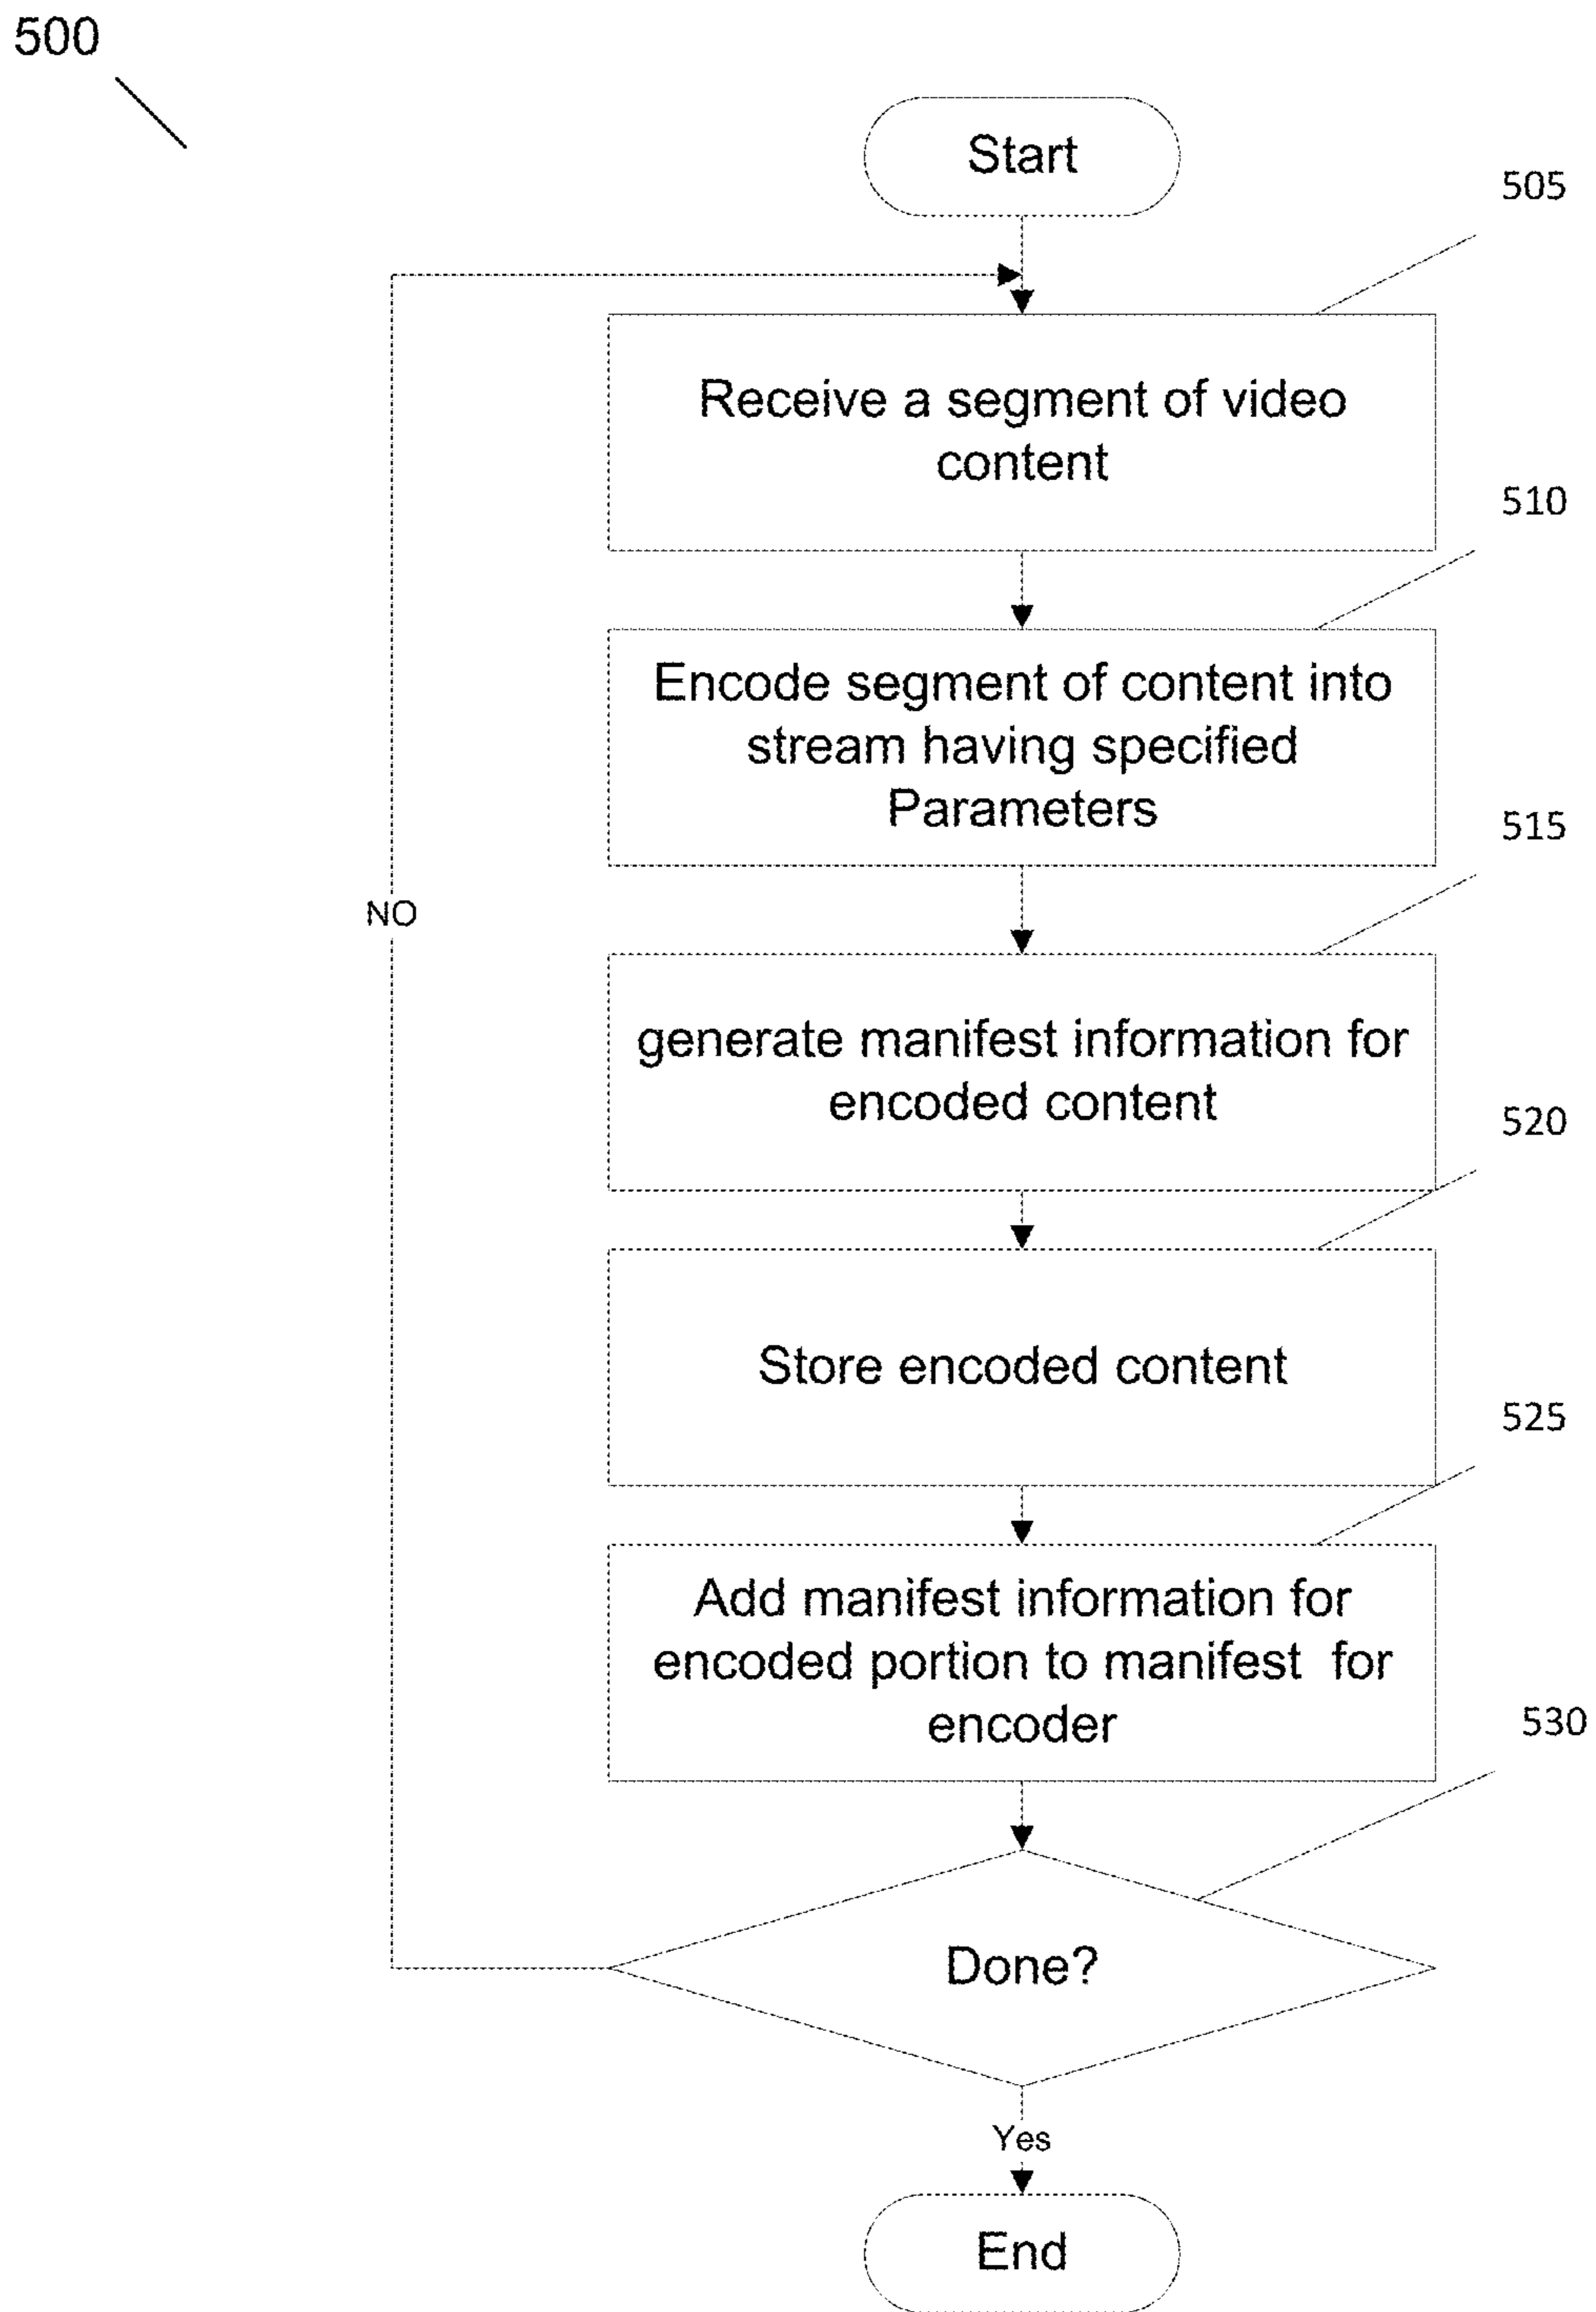 500
Start
505
Receive a segment of video
content
510
Encode segment of content into
stream having specified
Parameters
515
NO
generate manifest information for
encoded content
520
Store encoded content
525
Add manifest information for
encoded portion to manifest  for
encoder
530
Done?
Yes
End